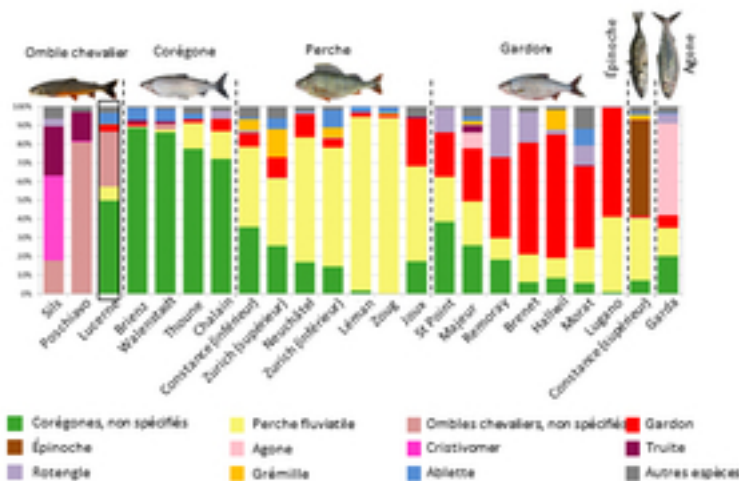 Omble chevalier
Corégone
Perche
Gardon
Épinoche
Agone
100%
90%
80%
70%
60%
50%
40%
30%
20%
10%
0%
Sils
Poschiavo
Lucerne
Brienz
Walenstadt
Thoune
Chalain
Constance (inférieur)
Zurich (supérieur)
Neuchâtel
Zurich (inférieur)
Léman
Zoug
Joux
St Point
Majeur
Remoray
Brenet
Hallwil
Morat
Lugano
Constance (supérieur)
Garda
Corégones, non spécifiés
Perche fluviatile
Ombles chevaliers, non spécifiés
Gardon
Épinoche
Agone
Cristivomer
Truite
Rotengle
Grémille
Ablette
Autres espèces